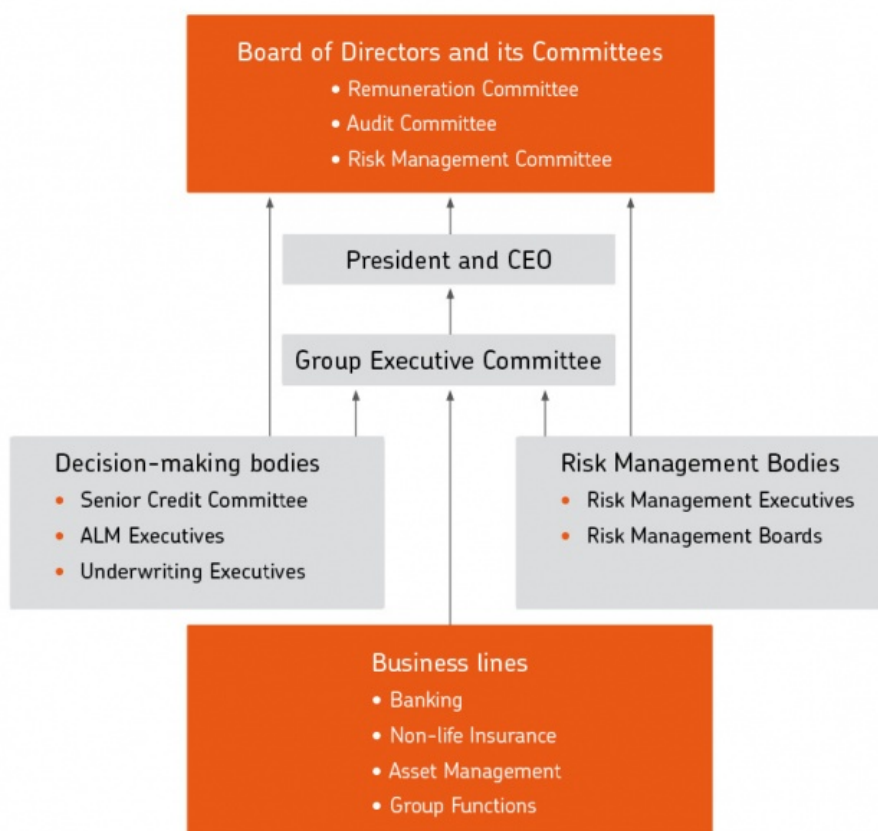 Board of Directors and its Committees
• Remuneration Committee
• Audit Committee
• Risk Management Committee
President and CEO
Group Executive Committee
Decision-making bodies
• Senior Credit Committee
• ALM Executives
• Underwriting Executives
Risk Management Bodies
• Risk Management Executives
• Risk Management Boards
Business lines
• Banking
• Non-life Insurance
• Asset Management
• Group Functions